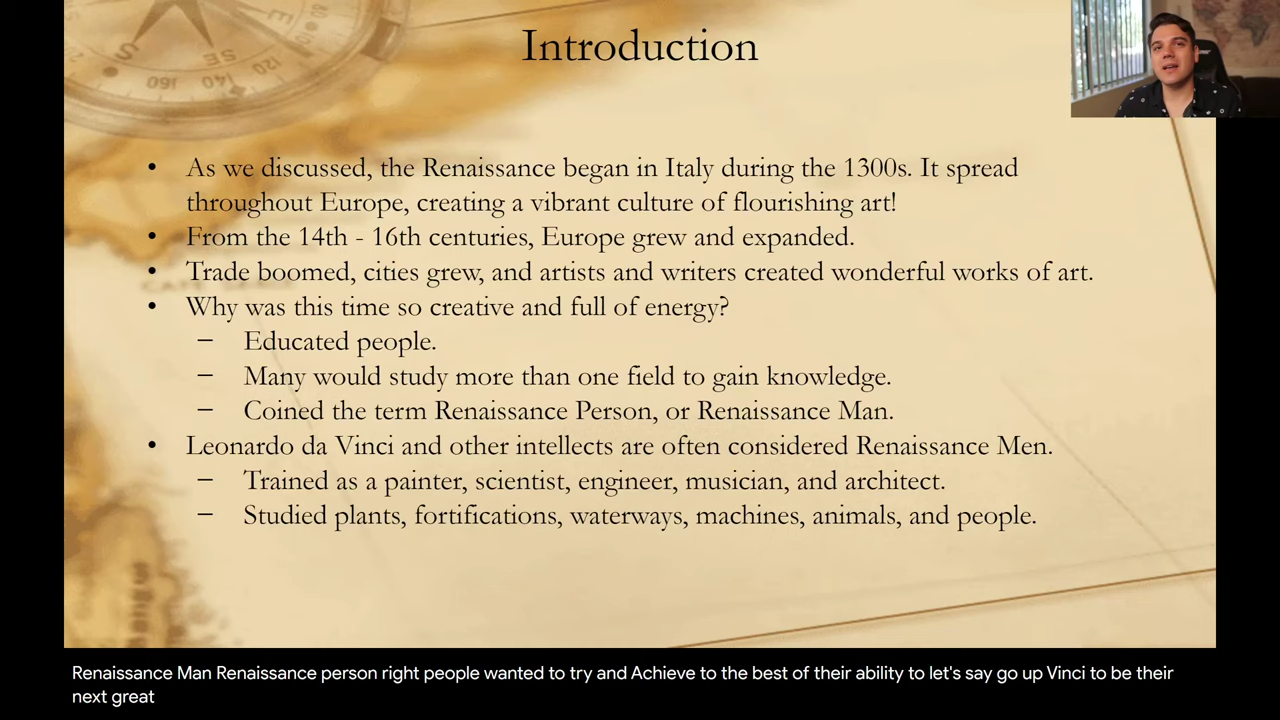 Introduction
• As we discussed, the Renaissance began in Italy during the 1300s. It spread
throughout Europe, creating a vibrant culture of flourishing art!
• From the 14th - 16th centuries, Europe grew and expanded.
• Trade boomed, cities grew, and artists and writers created wonderful works of art.
• Why was this time so creative and full of energy?
– Educated people.
– Many would study more than one field to gain knowledge.
– Coined the term Renaissance Person, or Renaissance Man.
• Leonardo da Vinci and other intellects are often considered Renaissance Men.
– Trained as a painter, scientist, engineer, musician, and architect.
– Studied plants, fortifications, waterways, machines, animals, and people.
Renaissance Man Renaissance person right people wanted to try and Achieve to the best of their ability to let's say go up Vinci to be their
next great